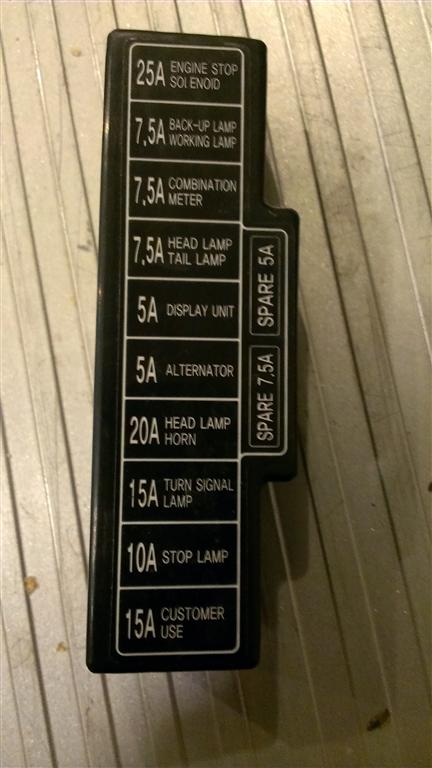 25A ENGINE STOP
SOLENOID
7,5A BACK-UP LAMP
WORKING LAMP
7,5A COMBINATION
METER
7,5A HEAD LAMP
TAIL LAMP
5A DISPLAY UNIT
5A ALTERNATOR
20A HEAD LAMP
HORN
15A TURN SIGNAL
LAMP
10A STOP LAMP
15A CUSTOMER
USE
SPARE 5A
SPARE 7,5A